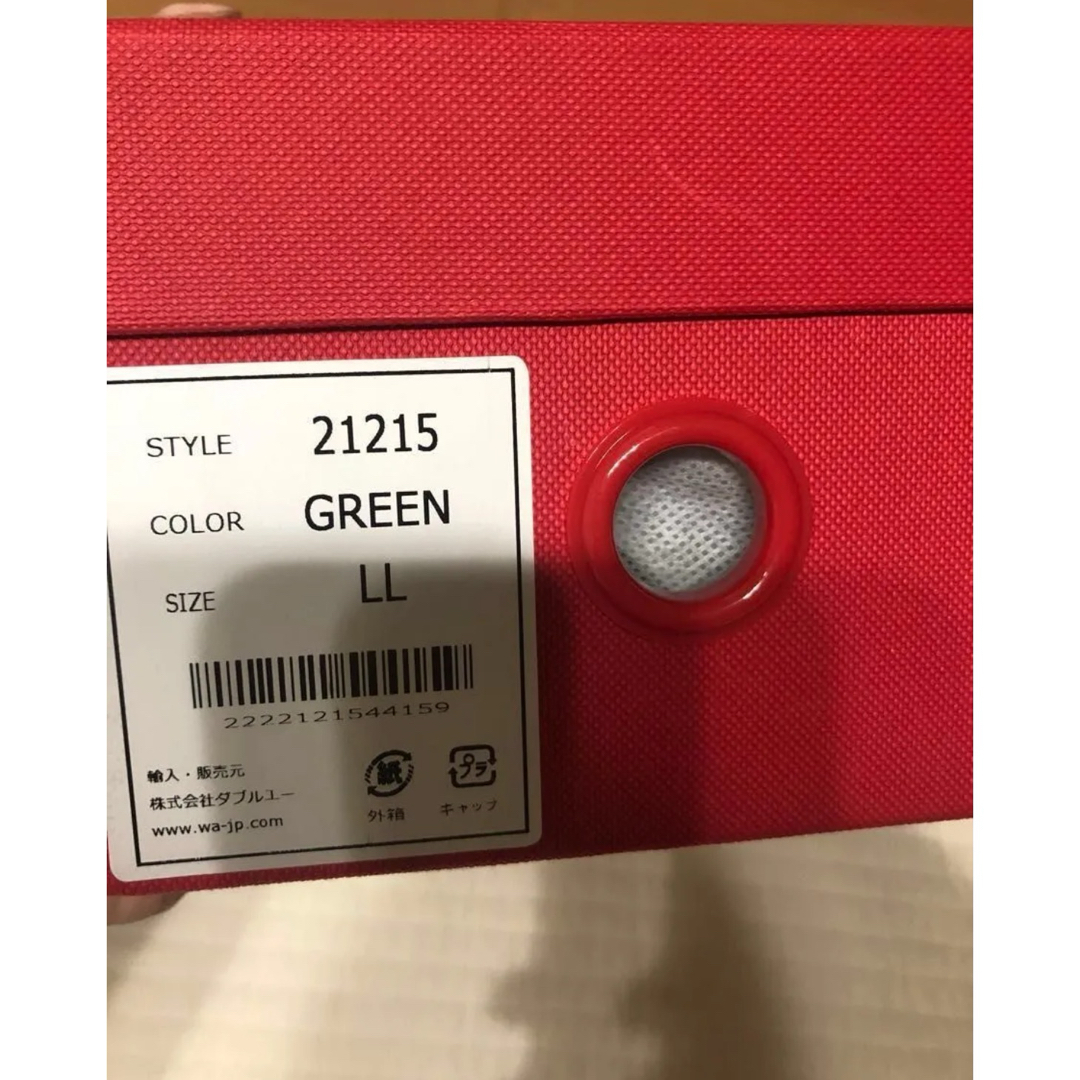 STYLE 21215
COLOR GREEN
SIZE LL
2222121544159
輸入・販売元
株式会社ダブルユー
www.wa-jp.com
紙
外箱
プラ
キャップ